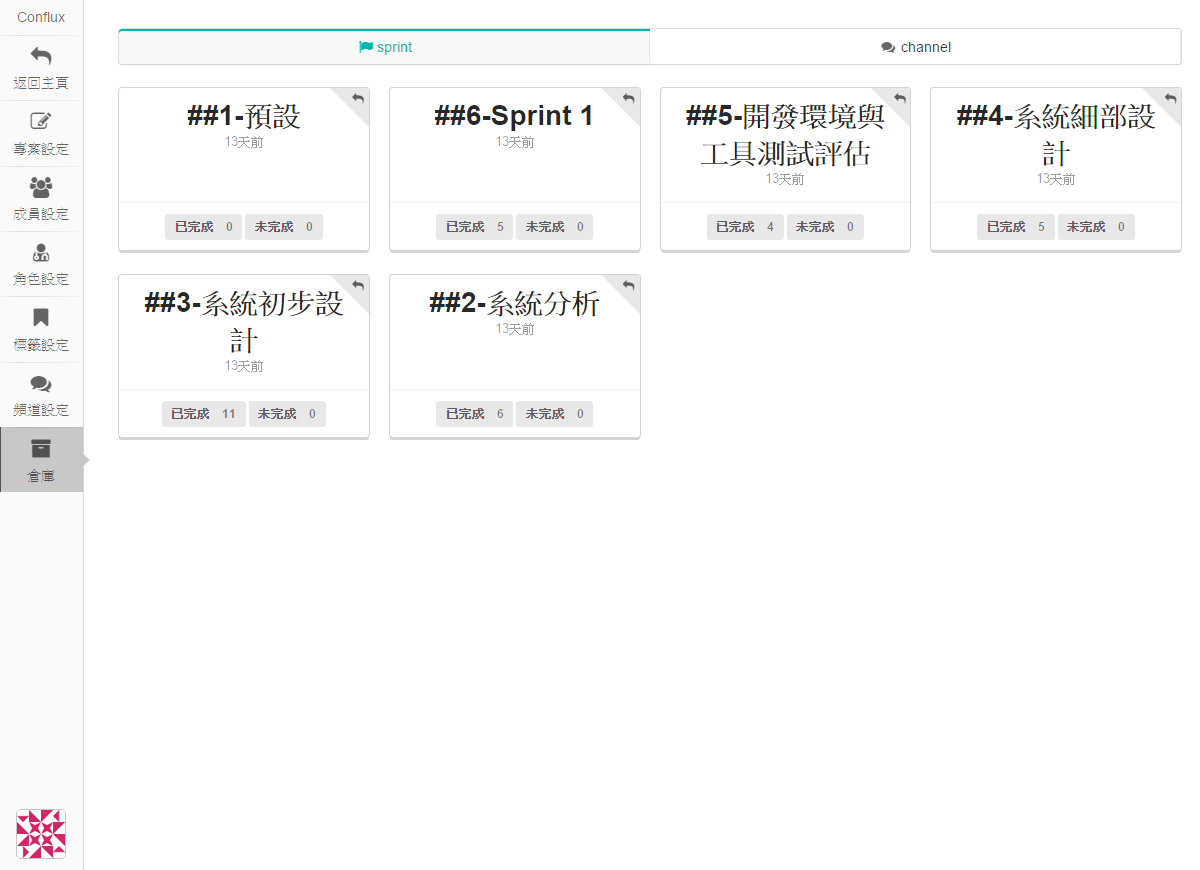 Conflux
返回主頁
專案設定
成員設定
角色設定
標籤設定
頻道設定
倉庫
sprint
channel
##1-預設
13天前
已完成 0 未完成 0
##6-Sprint 1
13天前
已完成 5 未完成 0
##5-開發環境與
工具測試評估
13天前
已完成 4 未完成 0
##4-系統細部設
計
13天前
已完成 5 未完成 0
##3-系統初步設
計
13天前
已完成 11 未完成 0
##2-系統分析
13天前
已完成 6 未完成 0